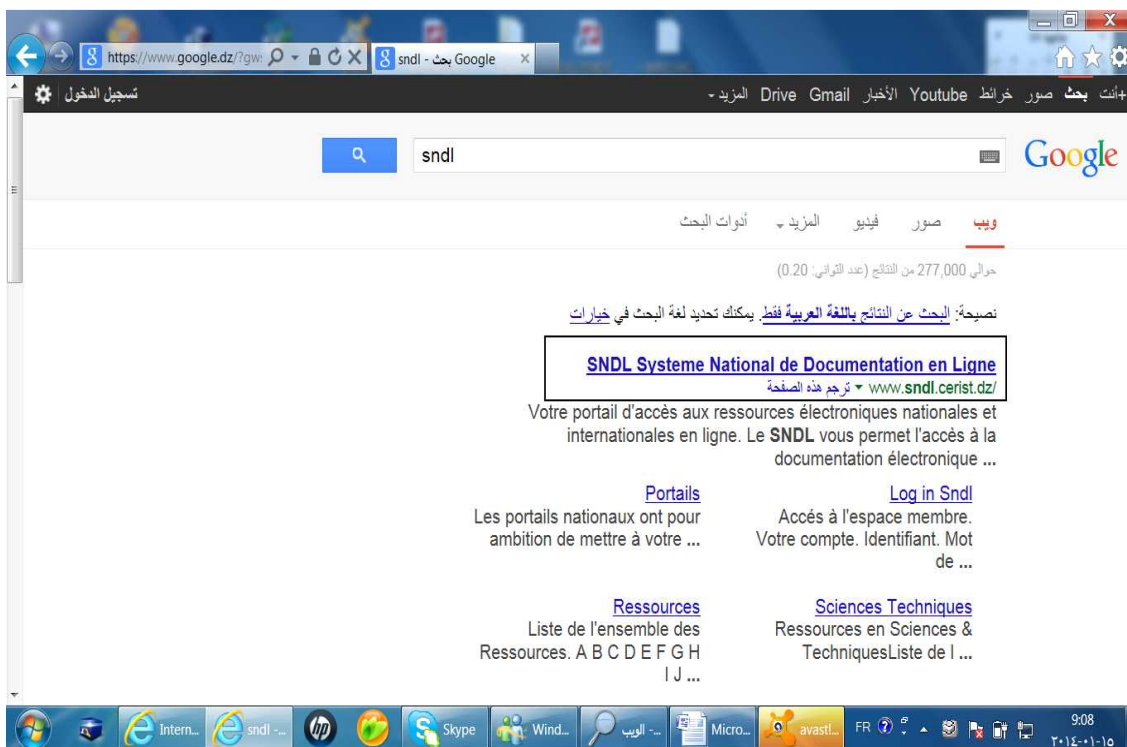 https://www.google.dz/?gw:
sndl - بحث Google
+أنت بحث صور خرائط Youtube الأخبار Drive Gmail المزيد
تسجيل الدخول
Google
sndl
ويب صور فيديو المزيد أدوات البحث
حوالي 277,000 من النتائج (عدد الثواني: 0.20)
نصيحة: البحث عن النتائج باللغة العربية فقط. يمكنك تحديد لغة البحث في خيارات
SNDL Systeme National de Documentation en Ligne
www.sndl.cerist.dz/ ترجم هذه الصفحة
Votre portail d'accès aux ressources électroniques nationales et
internationales en ligne. Le SNDL vous permet l'accès à la
documentation électronique ...
Log in Sndl
Accés à l'espace membre.
Votre compte. Identifiant. Mot
de ...
Portails
Les portails nationaux ont pour
ambition de mettre à votre ...
Sciences Techniques
Ressources en Sciences &
TechniquesListe de l ...
Ressources
Liste de l'ensemble des
Ressources. A B C D E F G H
I J ...
Intern...
sndl -...
hp
Skype
Wind...
الويب -...
Micro...
avast!...
FR
9:08
٢٠١٤-٠١-١٥